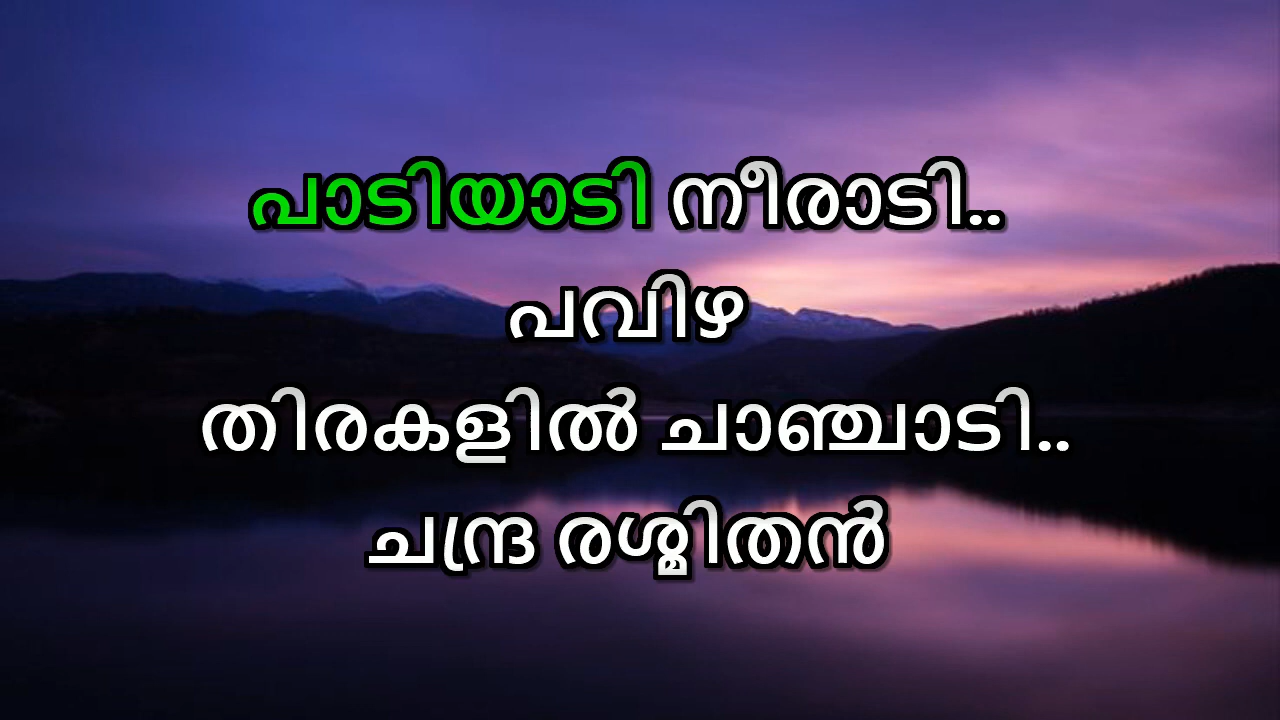 പാടിയാടി നീരാടി..
പവിഴ
തിരകളിൽ ചാഞ്ചാടി..
ചന്ദ്ര രശ്മിതൻ